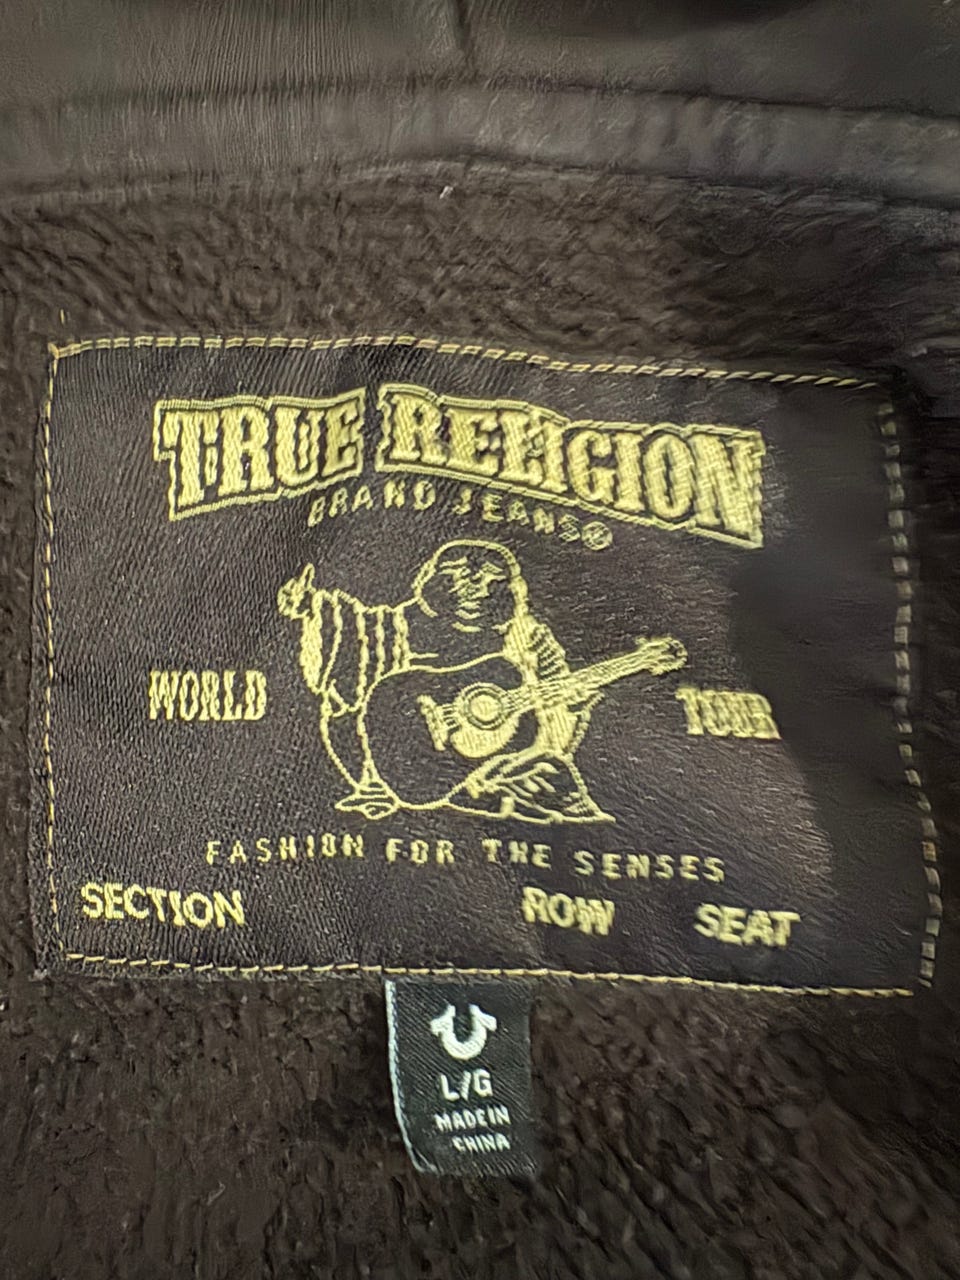 TRUE RELIGION
BRAND JEANS®
WORLD TOUR
FASHION FOR THE SENSES
SECTION ROW SEAT
L/G
MADE IN
CHINA